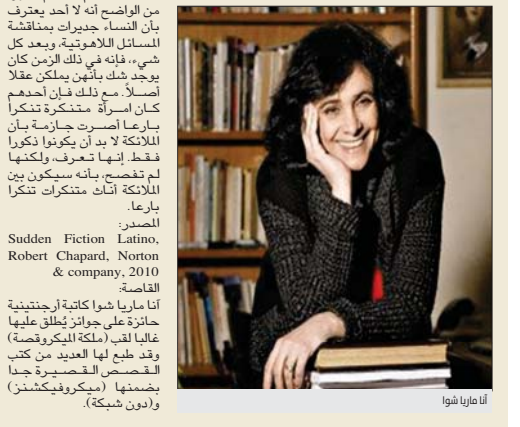 من الواضح أنه لا أحد يعترف
بأن النساء جديرات بمناقشة
المسائل اللاهوتية، وبعد كل
شيء، فإنه في ذلك الزمن كان
يوجد شك بأنهن يملكن عقلا
أصلاً. مع ذلك فإن أحدهم
كان امرأة متنكرة تنكرا
بارعا أصرت جازمة بأن
الملائكة لا بد أن يكونوا ذكورا
فقط. إنها تعرف، ولكنها
لم تفصح، بأنه سيكون بين
الملائكة أناث متنكرات تنكرا
بارعا.
المصدر:
Sudden Fiction Latino,
Robert Chapard, Norton
& company, 2010
القاصة:
آنا ماريا شوا كاتبة أرجنتينية
حائزة على جوائز يُطلق عليها
غالبا لقب (ملكة الميكروقصة)
وقد طبع لها العديد من كتب
القصص القصيرة جدا
بضمنها (ميكروفيكشنز)
و(دون شبكة).
آنا ماريا شوا